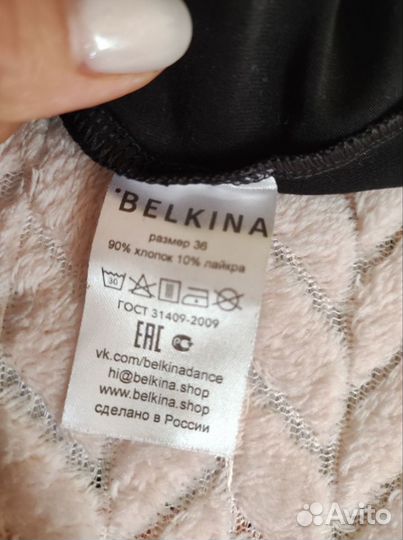 BELKINA
размер 36
90% хлопок 10% лайкра
30
ГОСТ 31409-2009
EAC
vk.com/belkinadance
hi@belkina.shop
www.belkina.shop
сделано в России
Avito